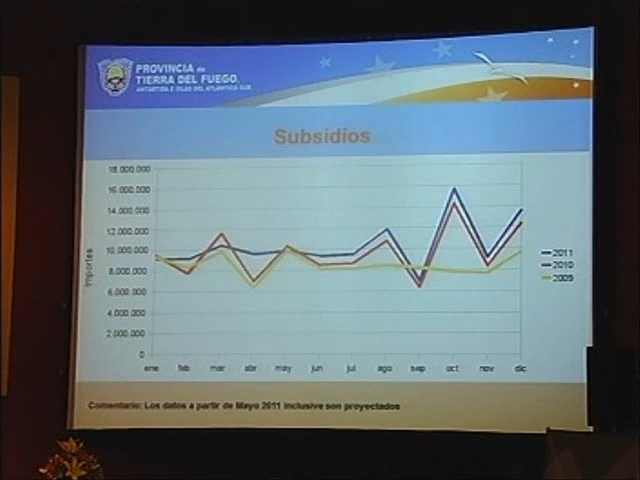 PROVINCIA DE
TIERRA DEL FUEGO,
ANTARTIDA E ISLAS DEL ATLANTICO SUR
Subsidios
18.000.000
16.000.000
14.000.000
12.000.000
10.000.000
8.000.000
6.000.000
4.000.000
2.000.000
0
Importes
ene feb mar abr may jun jul ago sep oct nov dic
2011
2010
2009
Comentario: Los datos a partir de Mayo 2011 inclusive son proyectados